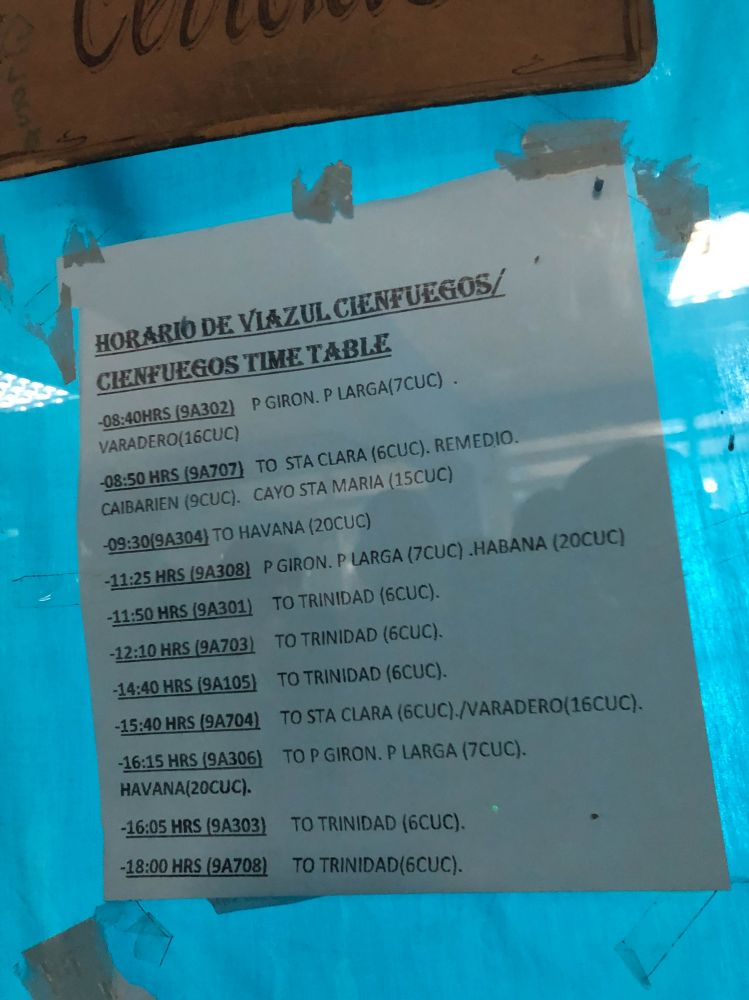 HORARIO DE VIAZUL CIENFUEGOS/
CIENFUEGOS TIME TABLE
-08:40HRS (9A302) P GIRON. P LARGA(7CUC) .
VARADERO(16CUC)
-08:50 HRS (9A707) TO STA CLARA (6CUC). REMEDIO.
CAIBARIEN (9CUC). CAYO STA MARIA (15CUC)
-09:30(9A304) TO HAVANA (20CUC)
-11:25 HRS (9A308) P GIRON. P LARGA (7CUC) .HABANA (20CUC)
-11:50 HRS (9A301) TO TRINIDAD (6CUC).
-12:10 HRS (9A703) TO TRINIDAD (6CUC).
-14:40 HRS (9A105) TO TRINIDAD (6CUC).
-15:40 HRS (9A704) TO STA CLARA (6CUC)./VARADERO(16CUC).
-16:15 HRS (9A306) TO P GIRON. P LARGA (7CUC).
HAVANA(20CUC).
-16:05 HRS (9A303) TO TRINIDAD (6CUC).
-18:00 HRS (9A708) TO TRINIDAD(6CUC).